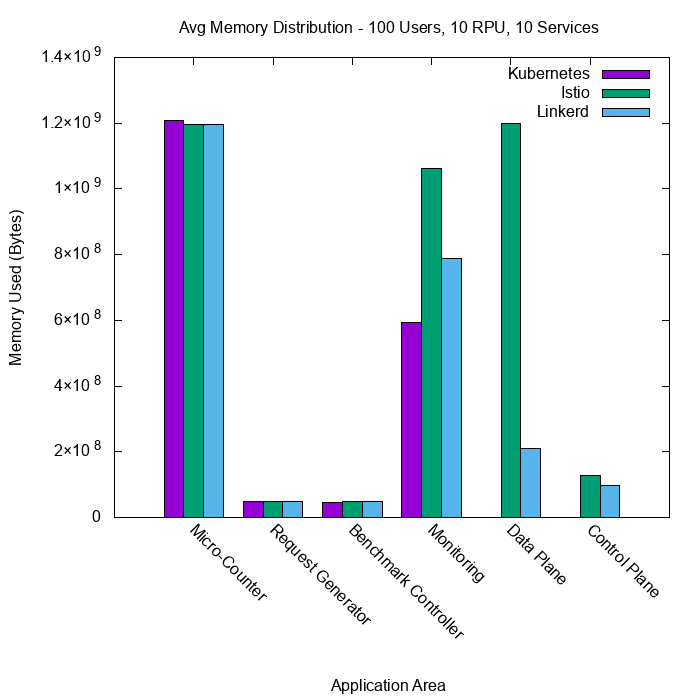 Avg Memory Distribution - 100 Users, 10 RPU, 10 Services
Kubernetes
Istio
Linkerd
Memory Used (Bytes)
1.4×10⁹
1.2×10⁹
1×10⁹
8×10⁸
6×10⁸
4×10⁸
2×10⁸
0
Micro-Counter
Request Generator
Benchmark Controller
Monitoring
Data Plane
Control Plane
Application Area